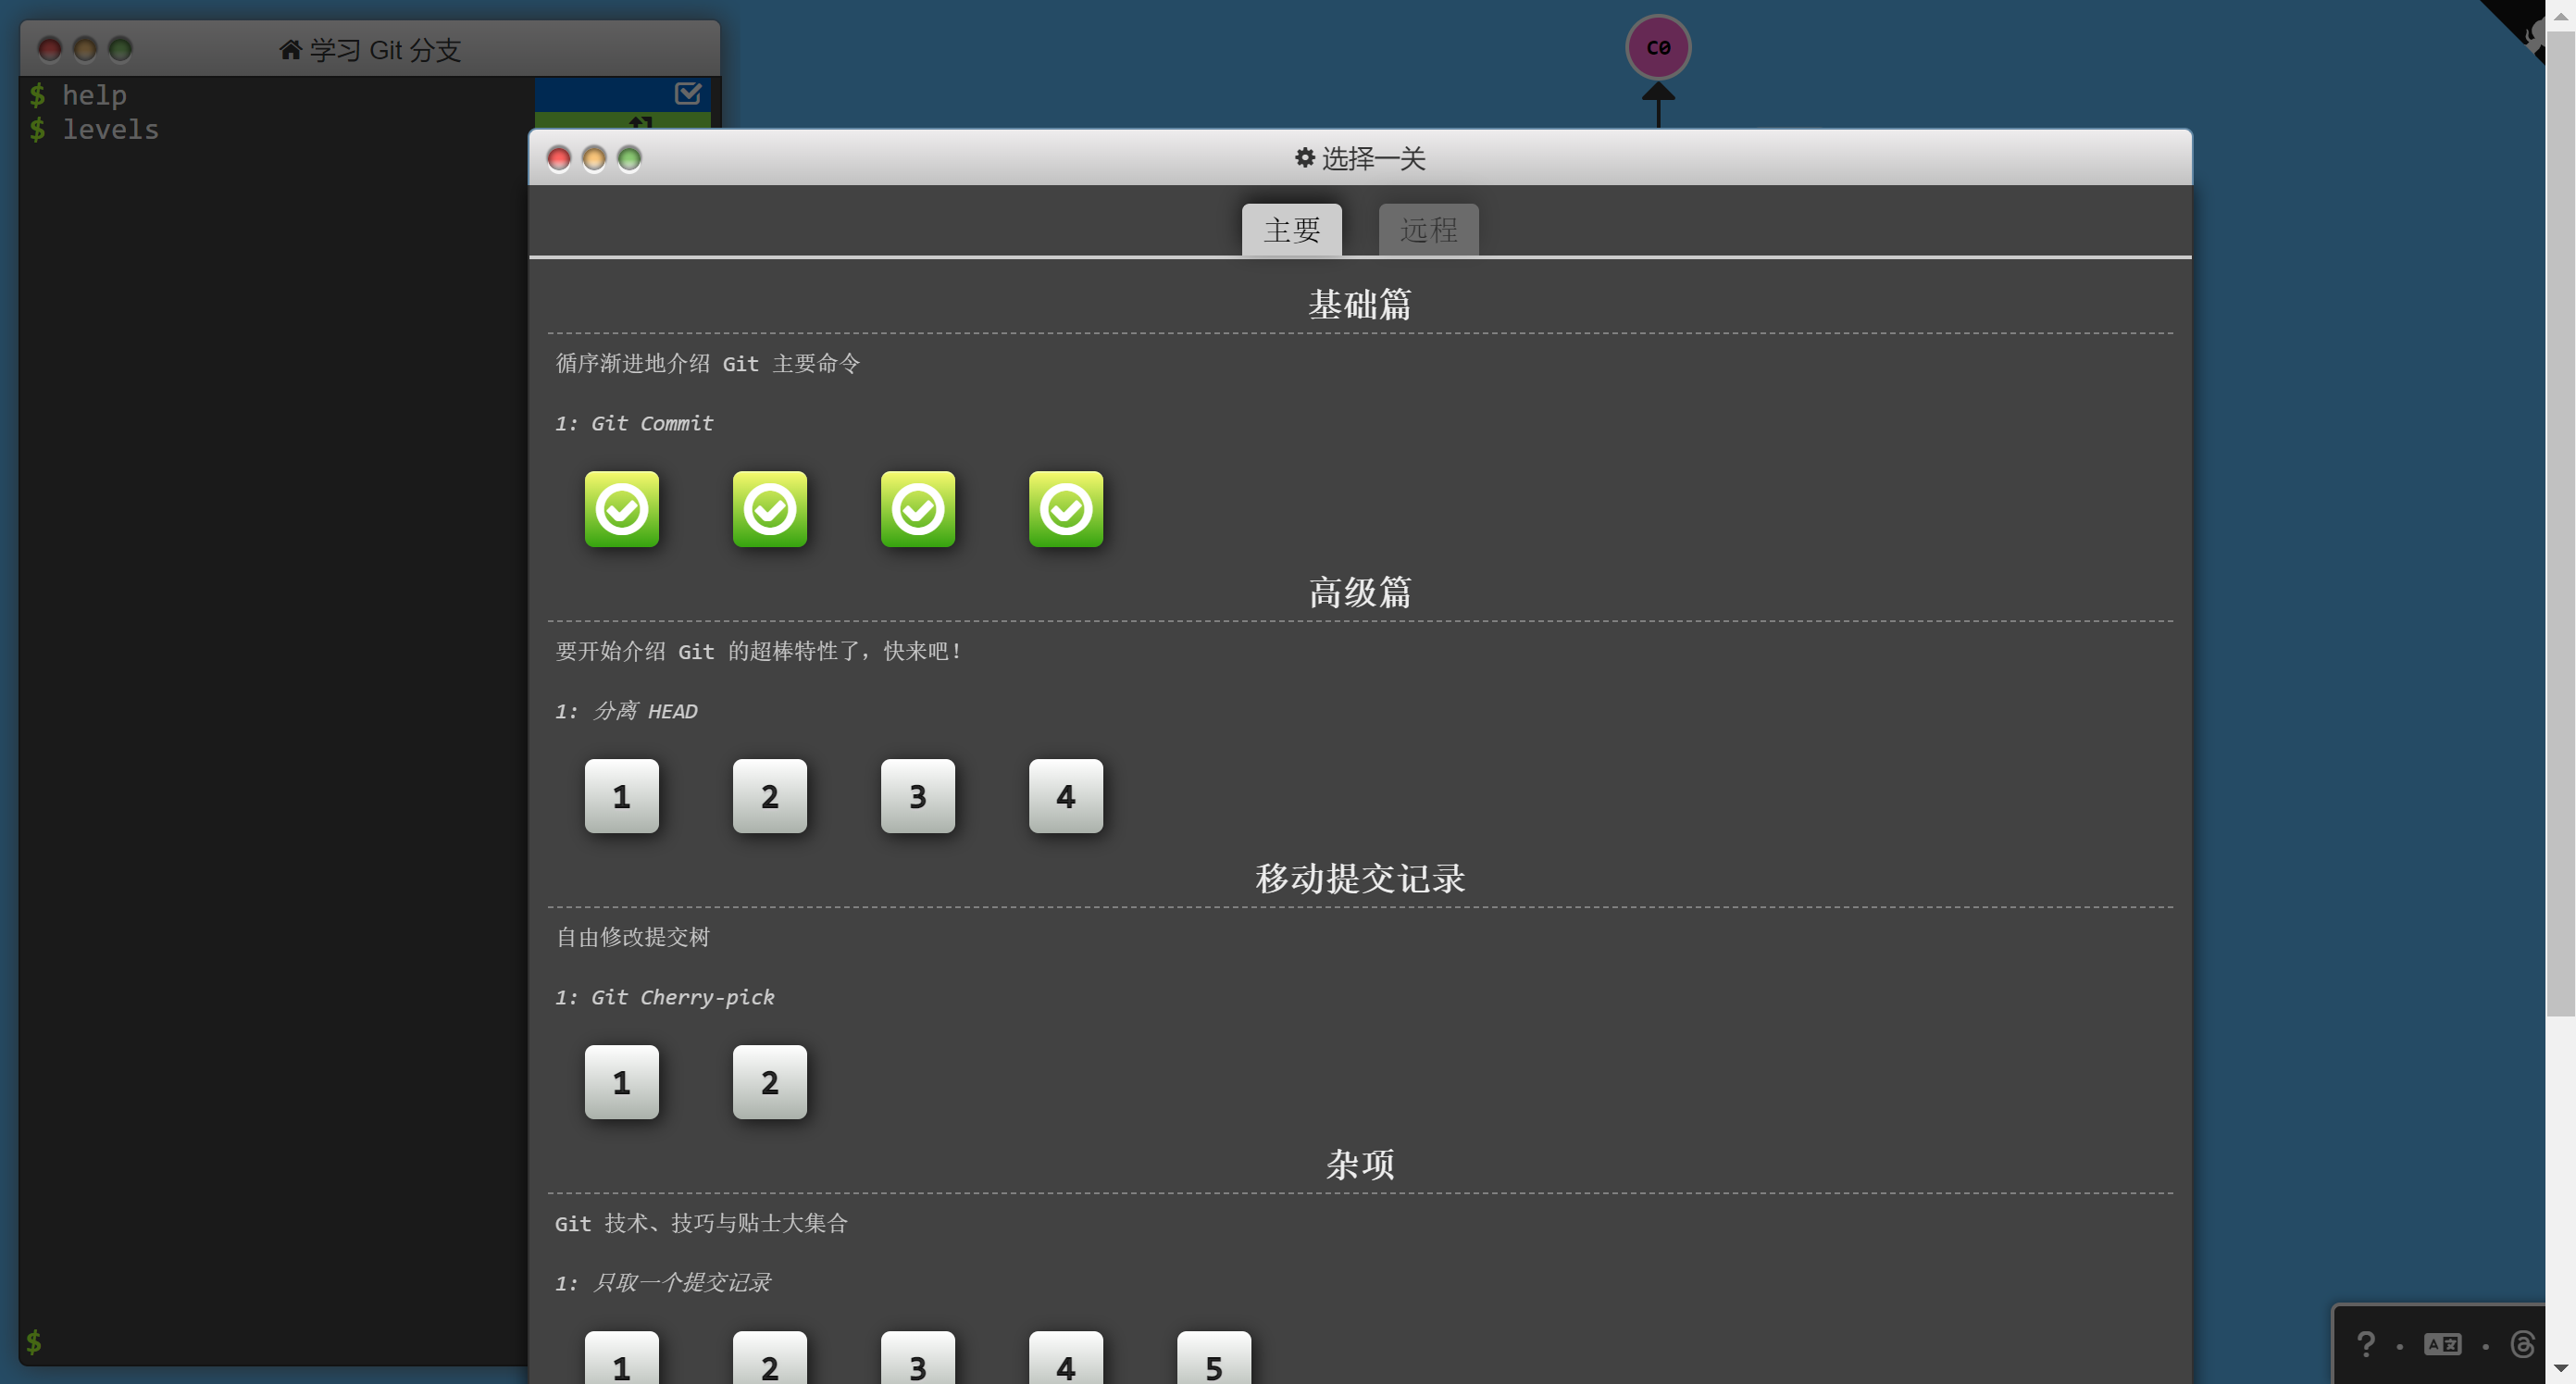 学习 Git 分支
$ help
$ levels
C0
选择一关
主要
远程
基础篇
循序渐进地介绍 Git 主要命令
1: Git Commit
高级篇
要开始介绍 Git 的超棒特性了，快来吧！
1: 分离 HEAD
1 2 3 4
移动提交记录
自由修改提交树
1: Git Cherry-pick
1 2
杂项
Git 技术、技巧与贴士大集合
1: 只取一个提交记录
1 2 3 4 5
$
? · A文 ·